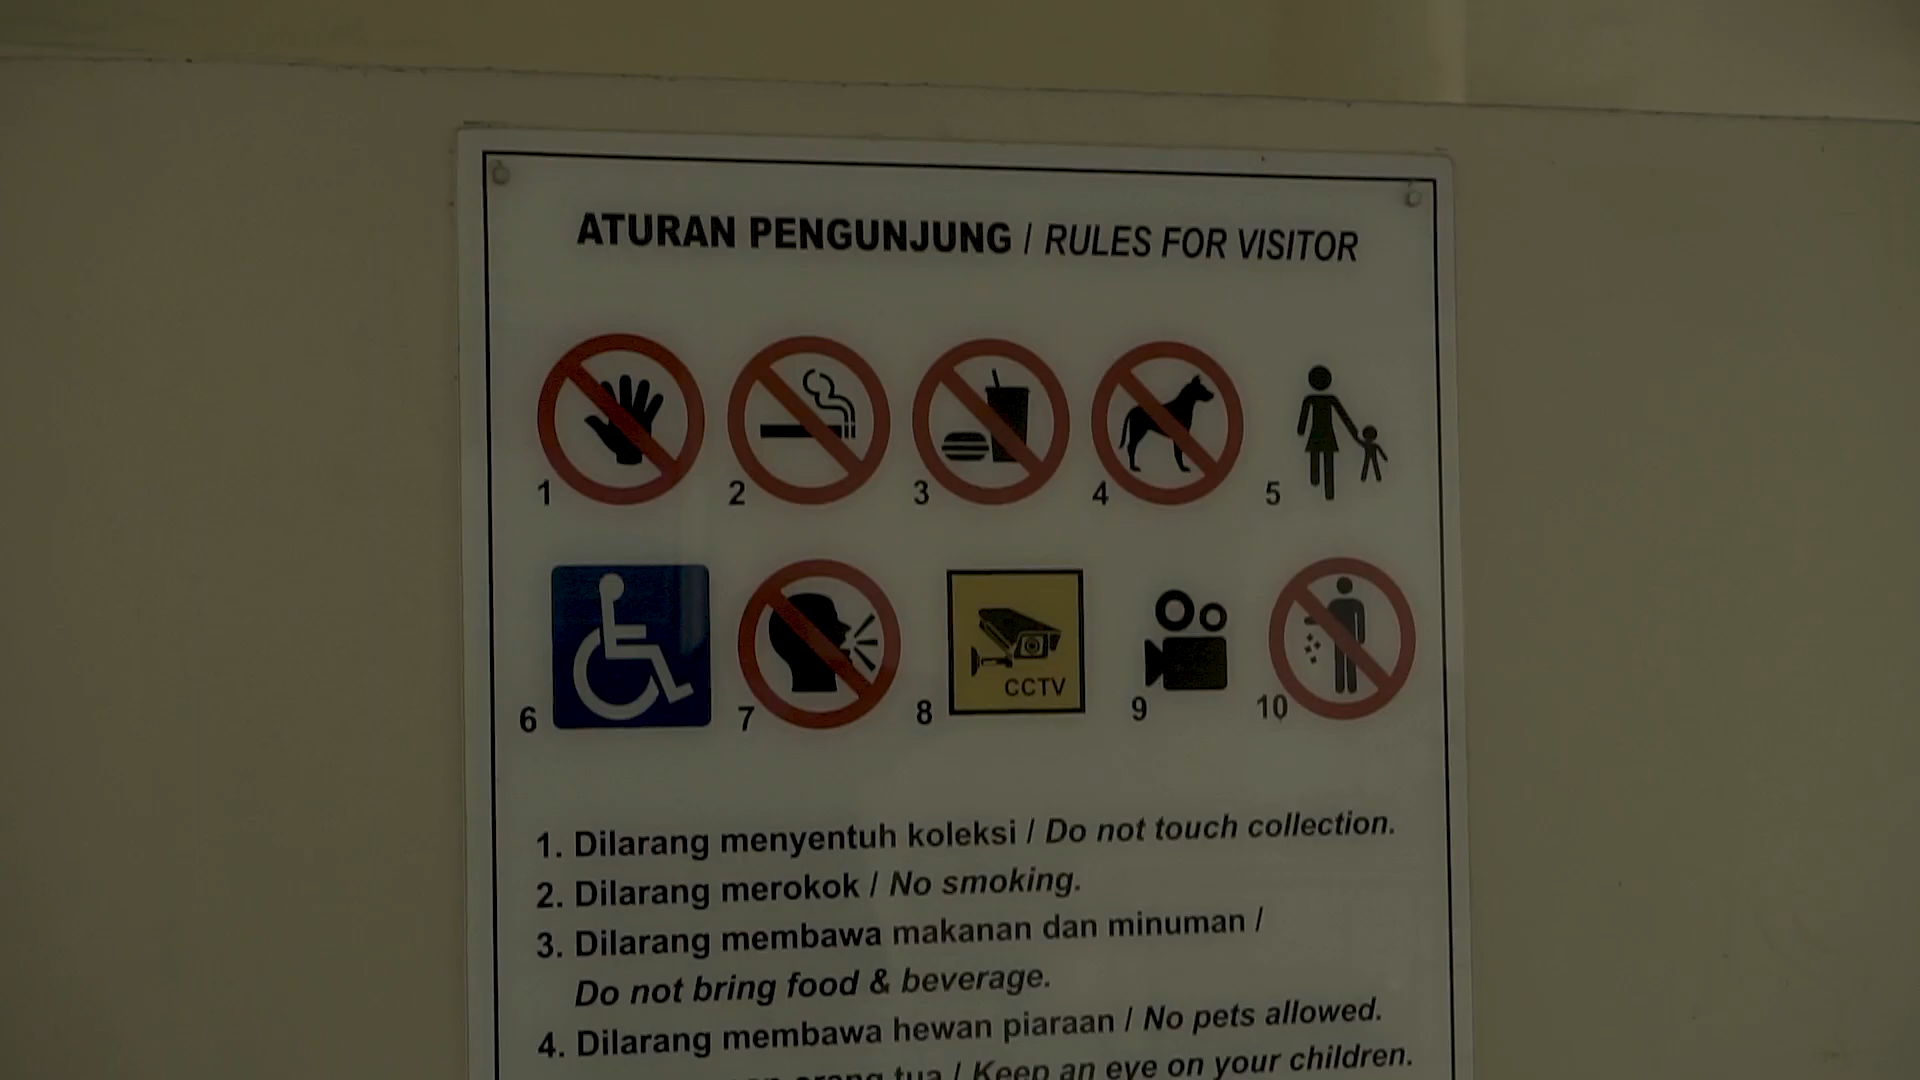 ATURAN PENGUNJUNG / RULES FOR VISITOR
1 2 3 4 5
CCTV
6 7 8 9 10
1. Dilarang menyentuh koleksi / Do not touch collection.
2. Dilarang merokok / No smoking.
3. Dilarang membawa makanan dan minuman /
Do not bring food & beverage.
4. Dilarang membawa hewan piaraan / No pets allowed.
orang tua / Keep an eye on your children.